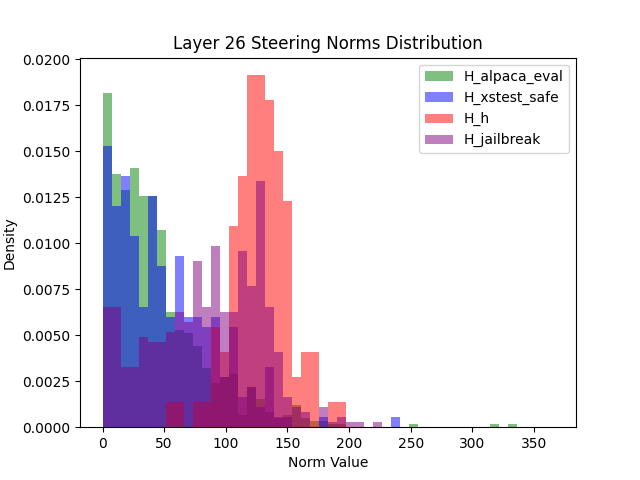 Layer 26 Steering Norms Distribution
H_alpaca_eval
H_xstest_safe
H_h
H_jailbreak
0.0200
0.0175
0.0150
0.0125
0.0100
0.0075
0.0050
0.0025
0.0000
Density
0 50 100 150 200 250 300 350
Norm Value